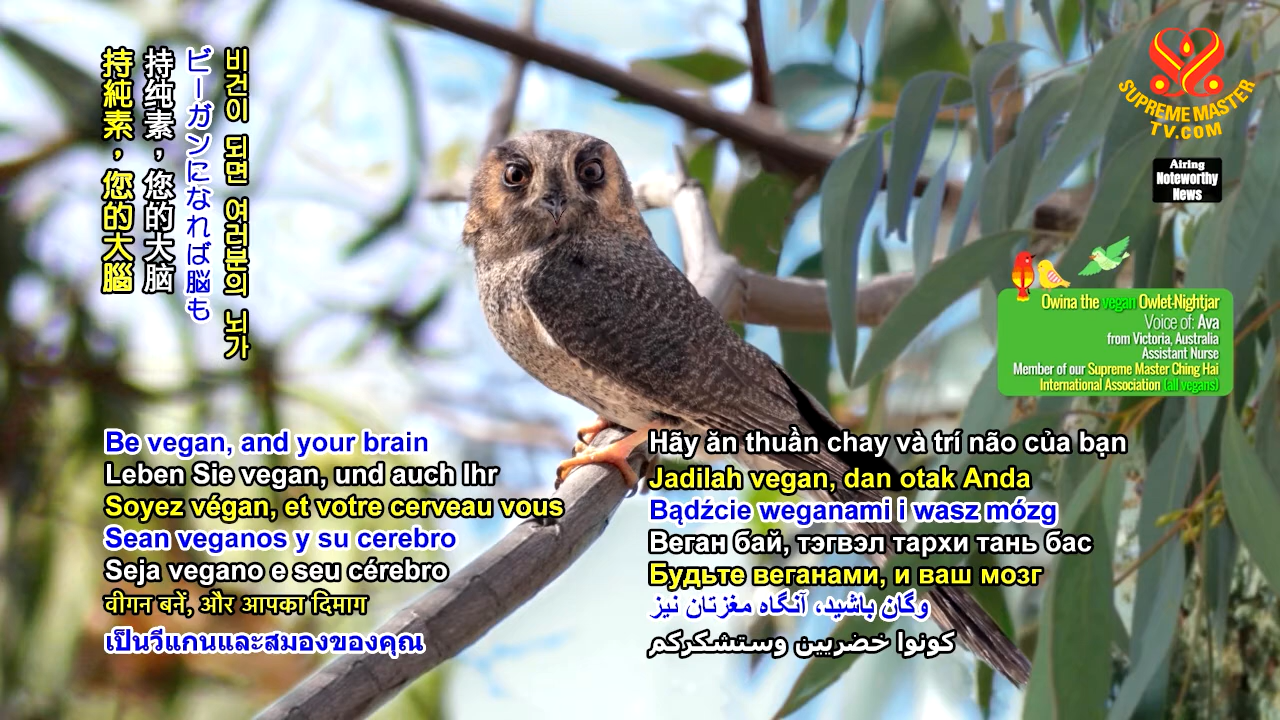 持純素，您的大腦
持纯素，您的大脑
ビーガンになれば脳も
비건이 되면 여러분의 뇌가
SUPREME MASTER
TV.COM
Airing
Noteworthy
News
Owina the vegan Owlet-Nightjar
Voice of: Ava
from Victoria, Australia
Assistant Nurse
Member of our Supreme Master Ching Hai
International Association (all vegans)
Be vegan, and your brain
Leben Sie vegan, und auch Ihr
Soyez végan, et votre cerveau vous
Sean veganos y su cerebro
Seja vegano e seu cérebro
वीगन बनें, और आपका दिमाग
เป็นวีแกนและสมองของคุณ
Hãy ăn thuần chay và trí não của bạn
Jadilah vegan, dan otak Anda
Bądźcie weganami i wasz mózg
Веган бай, тэгвэл тархи тань бас
Будьте веганами, и ваш мозг
وگان باشید، آنگاه مغزتان نیز
كونوا خضريين وستشكركم